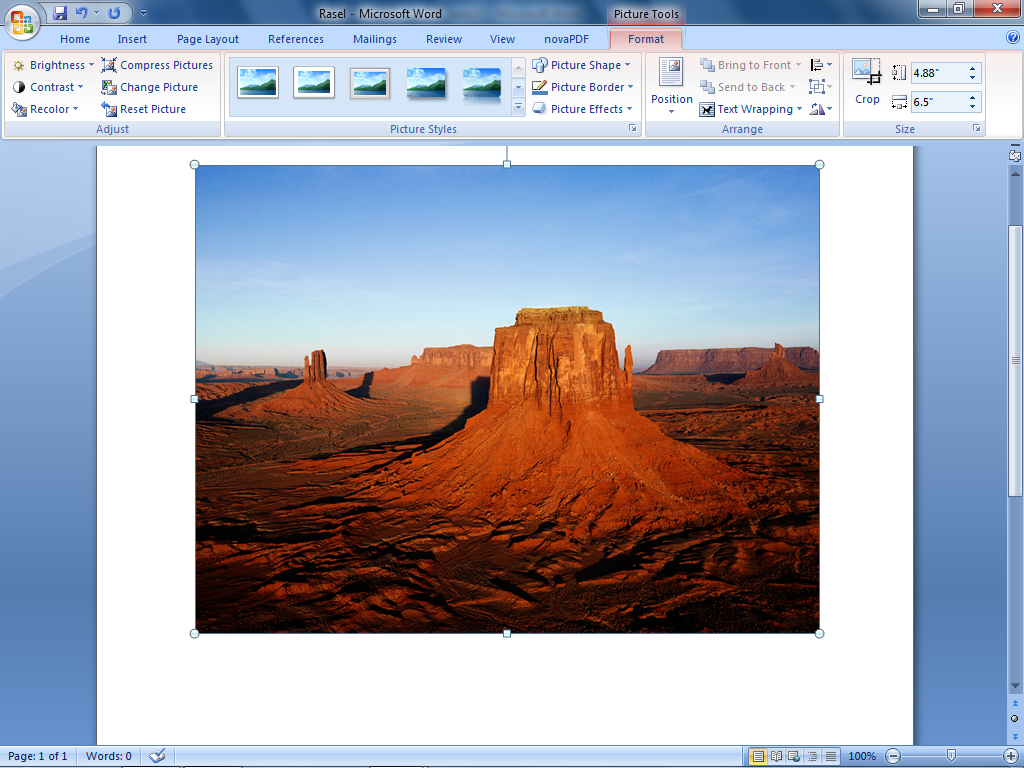 Rasel - Microsoft Word
Picture Tools
Home Insert Page Layout References Mailings Review View novaPDF Format
Brightness
Contrast
Recolor
Compress Pictures
Change Picture
Reset Picture
Adjust
Picture Shape
Picture Border
Picture Effects
Picture Styles
Position
Bring to Front
Send to Back
Text Wrapping
Arrange
Crop
4.88"
6.5"
Size
Page: 1 of 1 Words: 0 100%